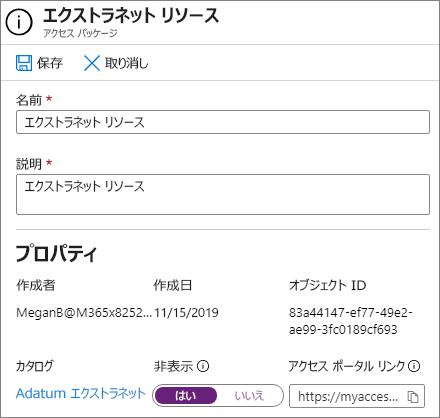 エクストラネット リソース
アクセス パッケージ
保存 取り消し
名前 *
エクストラネット リソース
説明 *
エクストラネット リソース
プロパティ
作成者 作成日 オブジェクト ID
MeganB@M365x8252... 11/15/2019 83a44147-ef77-49e2-
ae99-3fc0189cf693
カタログ 非表示 アクセス ポータル リンク
Adatum エクストラネット はい いいえ https://myacces...